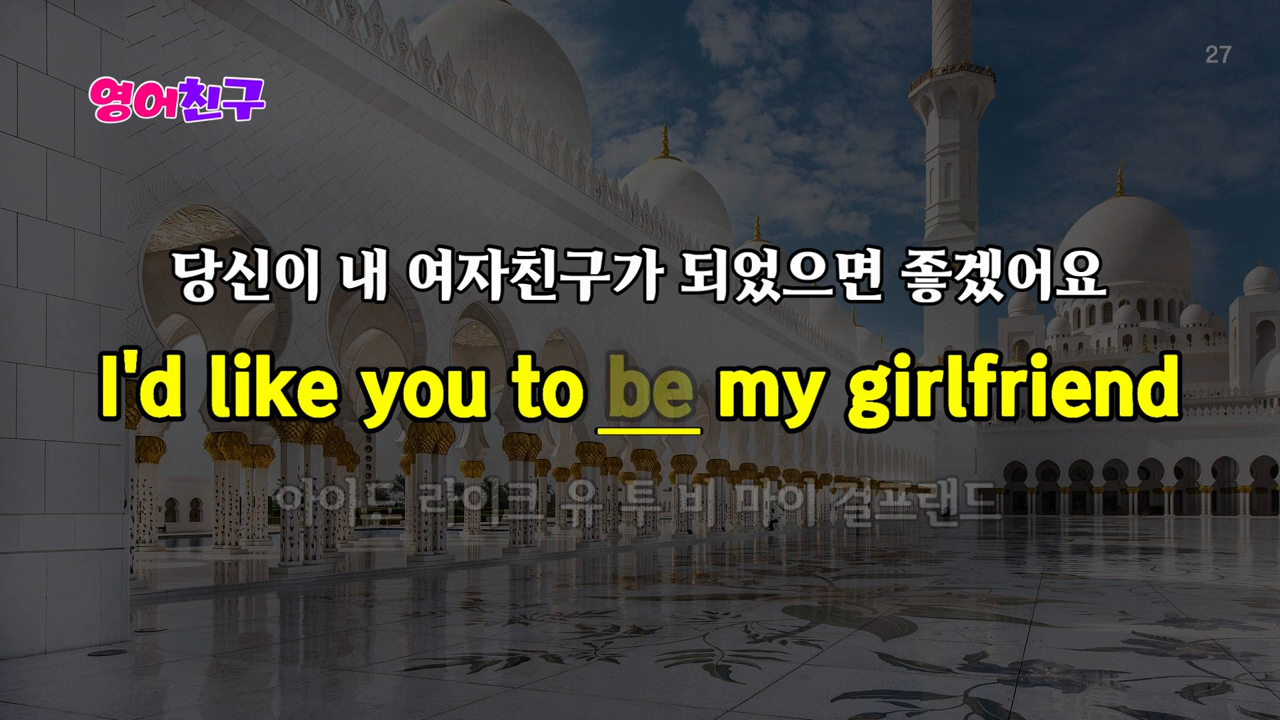 27
영어친구
당신이 내 여자친구가 되었으면 좋겠어요
I'd like you to be my girlfriend
아이드 라이크 유 투 비 마이 걸프랜드